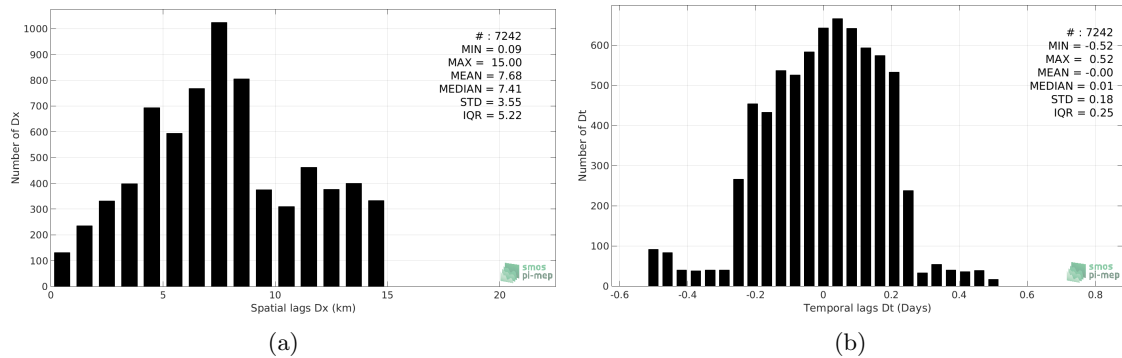 1000
900
800
700
600
500
400
300
200
100
0
Number of Dx
# : 7242
MIN = 0.09
MAX = 15.00
MEAN = 7.68
MEDIAN = 7.41
STD = 3.55
IQR = 5.22
smos
pi-mep
0 5 10 15 20
Spatial lags Dx (km)
(a)
600
500
400
300
200
100
0
Number of Dt
# : 7242
MIN = -0.52
MAX = 0.52
MEAN = -0.00
MEDIAN = 0.01
STD = 0.18
IQR = 0.25
smos
pi-mep
-0.6 -0.4 -0.2 0 0.2 0.4 0.6 0.8
Temporal lags Dt (Days)
(b)